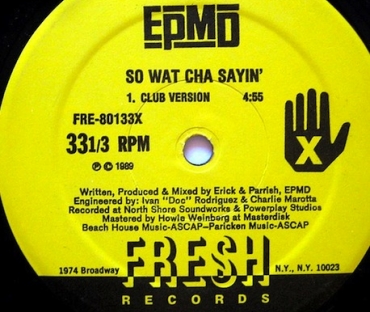 EPMD
SO WAT CHA SAYIN'
1. CLUB VERSION 4:55
FRE-80133X
33 1/3 RPM
℗ © 1989
X
Written, Produced & Mixed by Erick & Parrish, EPMD
Engineered by: Ivan "Doc" Rodriguez & Charlie Marotta
Recorded at North Shore Soundworks & Powerplay Studios
Mastered by Howie Weinberg at Masterdisk
Beach House Music-ASCAP-Paricken Music-ASCAP
1974 Broadway FRESH N.Y., N.Y. 10023
RECORDS